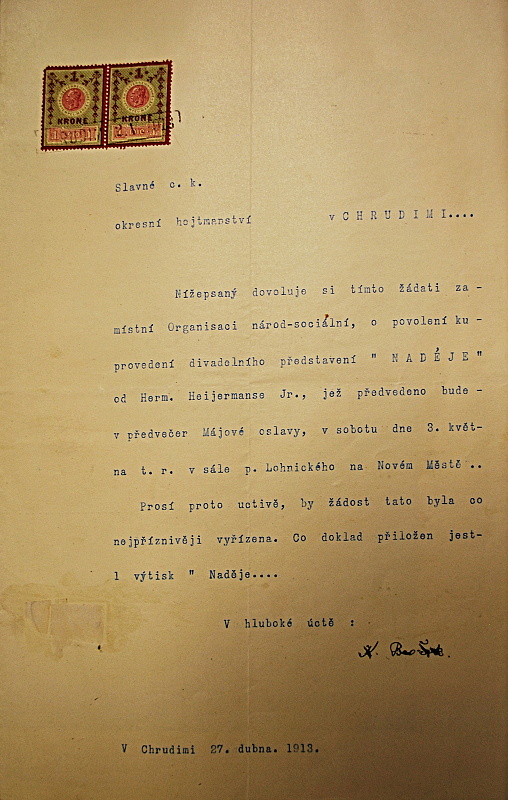 1 1
KRONE KRONE
Slavné c. k.
okresní hejtmanství v C H R U D I M I....
Nížepsaný dovoluje si tímto žádati za -
místní Organisaci národ-sociální, o povolení ku -
provedení divadelního představení " N A D Ě J E "
od Herm. Heijermanse Jr., jež předvedeno bude -
v předvečer Májové oslavy, v sobotu dne 3. květ-
na t. r. v sále p. Lohnického na Novém Městě ..
Prosí proto uctivě, by žádost tato byla co
nejpříznivěji vyřízena. Co doklad přiložen jest-
1 výtisk " Naděje....
V hluboké úctě :
V Chrudimi 27. dubna. 1913.